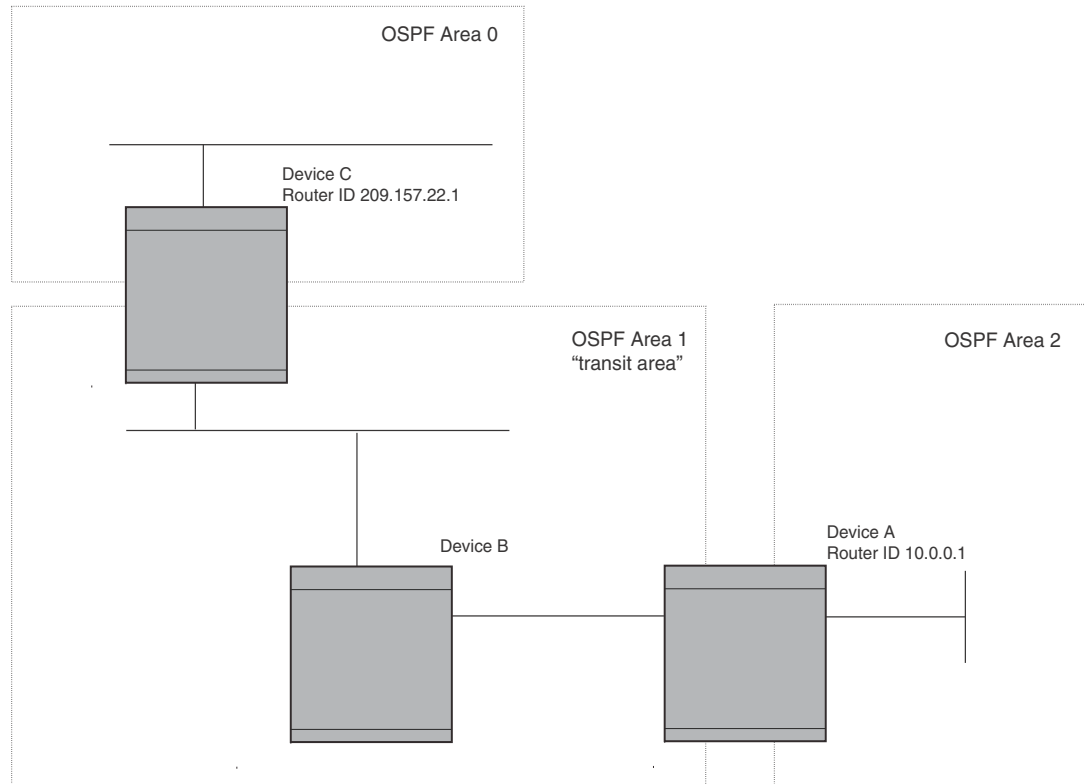 OSPF Area 0
Device C
Router ID 209.157.22.1
OSPF Area 1
“transit area”
OSPF Area 2
Device B
Device A
Router ID 10.0.0.1